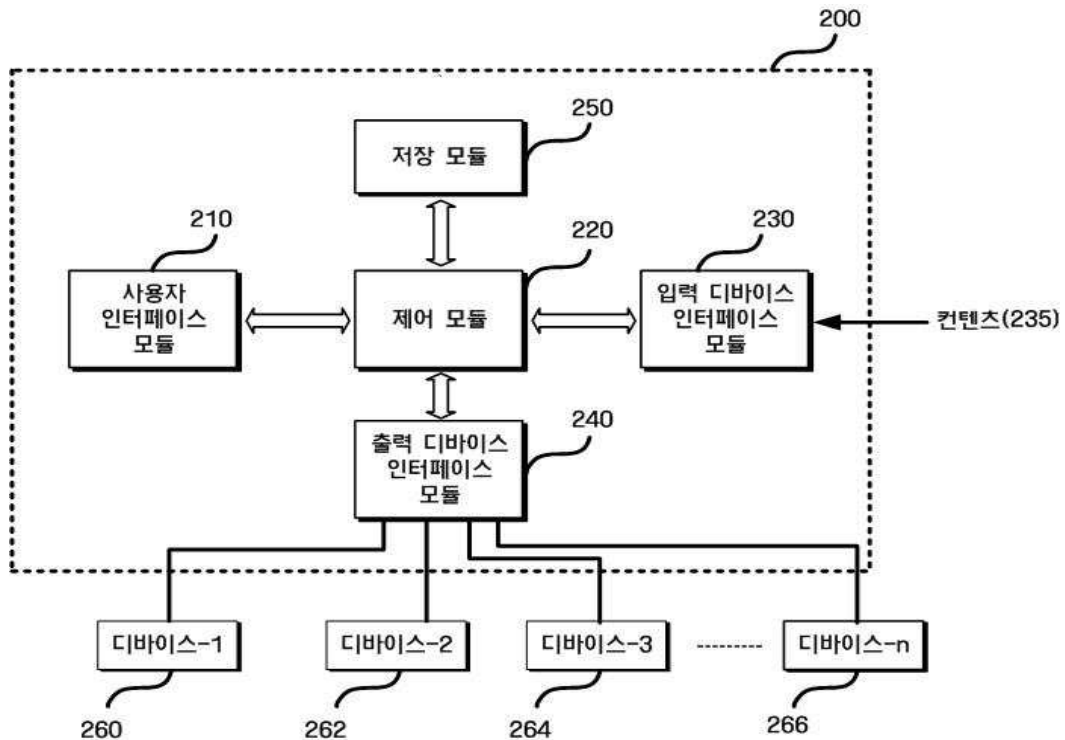 200
250
저장 모듈
210
220
230
사용자
인터페이스
모듈
제어 모듈
입력 디바이스
인터페이스
모듈
컨텐츠(235)
240
출력 디바이스
인터페이스
모듈
디바이스-1
디바이스-2
디바이스-3
디바이스-n
260
262
264
266